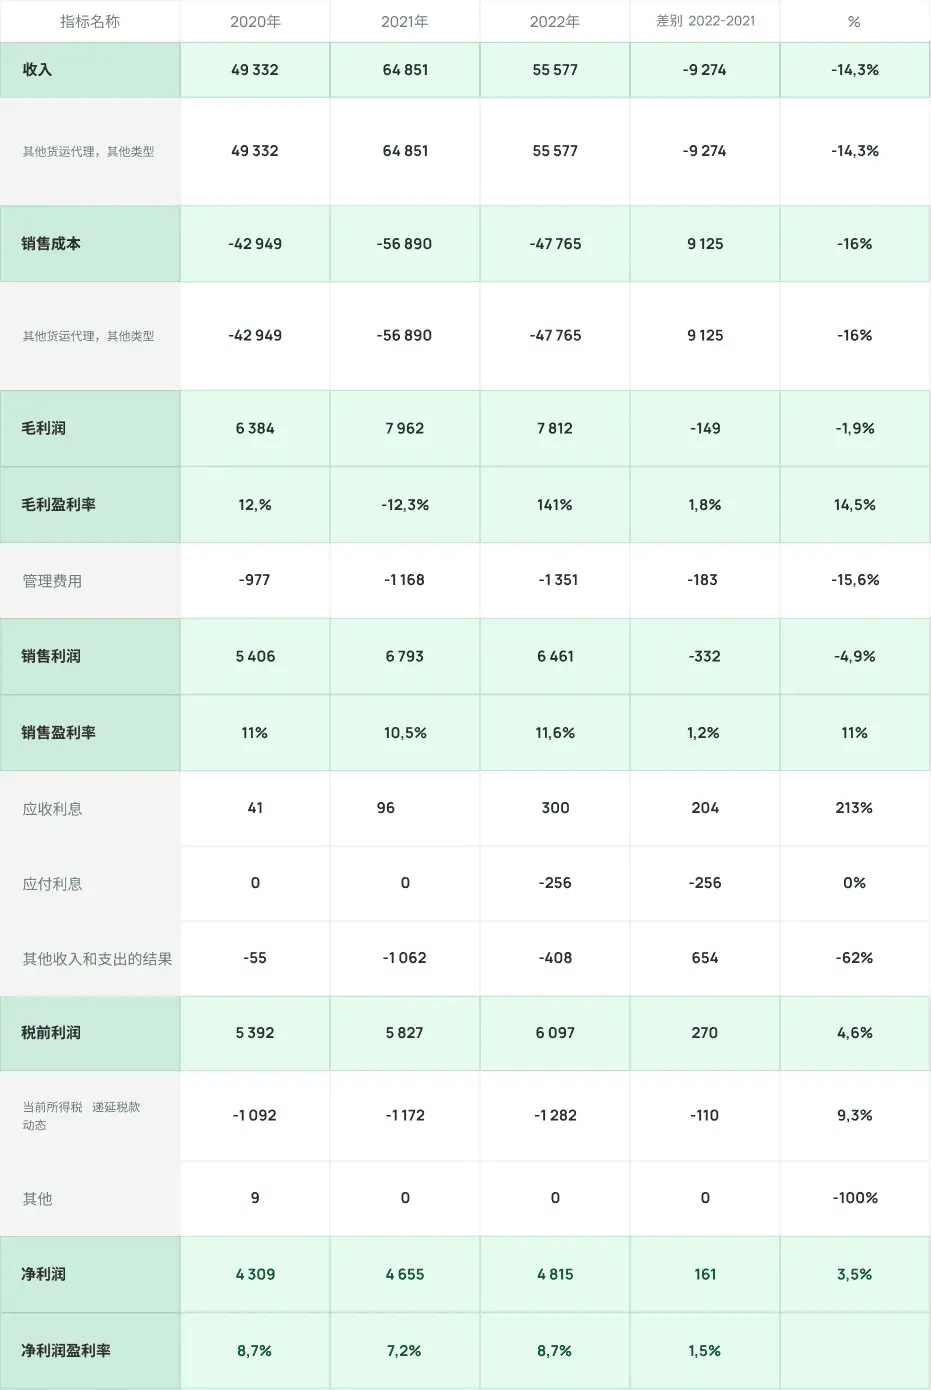 指标名称 2020年 2021年 2022年 差别 2022-2021 %
收入 49 332 64 851 55 577 -9 274 -14,3%
其他货运代理，其他类型 49 332 64 851 55 577 -9 274 -14,3%
销售成本 -42 949 -56 890 -47 765 9 125 -16%
其他货运代理，其他类型 -42 949 -56 890 -47 765 9 125 -16%
毛利润 6 384 7 962 7 812 -149 -1,9%
毛利盈利率 12,% -12,3% 141% 1,8% 14,5%
管理费用 -977 -1 168 -1 351 -183 -15,6%
销售利润 5 406 6 793 6 461 -332 -4,9%
销售盈利率 11% 10,5% 11,6% 1,2% 11%
应收利息 41 96 300 204 213%
应付利息 0 0 -256 -256 0%
其他收入和支出的结果 -55 -1 062 -408 654 -62%
税前利润 5 392 5 827 6 097 270 4,6%
当前所得税 递延税款
动态 -1 092 -1 172 -1 282 -110 9,3%
其他 9 0 0 0 -100%
净利润 4 309 4 655 4 815 161 3,5%
净利润盈利率 8,7% 7,2% 8,7% 1,5%